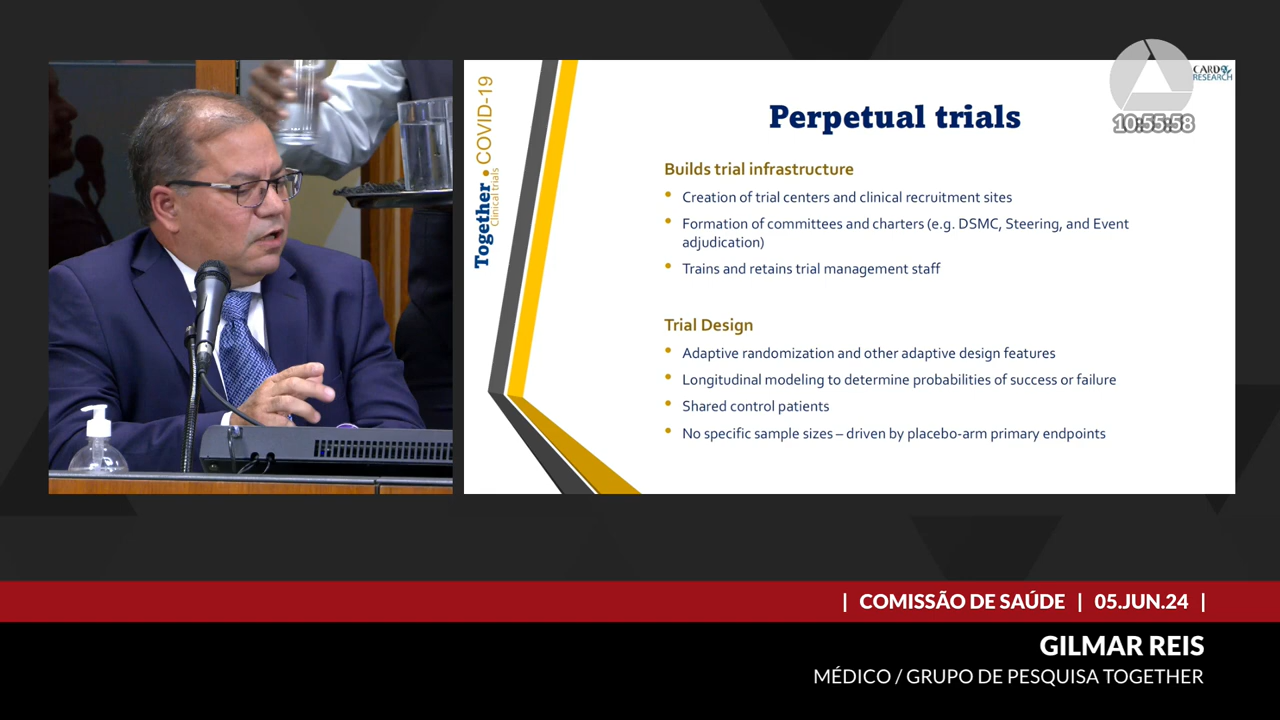 Together • COVID-19
Clinical trials
CARD
RESEARCH
10:55:58
Perpetual trials
Builds trial infrastructure
• Creation of trial centers and clinical recruitment sites
• Formation of committees and charters (e.g. DSMC, Steering, and Event
adjudication)
• Trains and retains trial management staff
Trial Design
• Adaptive randomization and other adaptive design features
• Longitudinal modeling to determine probabilities of success or failure
• Shared control patients
• No specific sample sizes – driven by placebo-arm primary endpoints
| COMISSÃO DE SAÚDE | 05.JUN.24 |
GILMAR REIS
MÉDICO / GRUPO DE PESQUISA TOGETHER